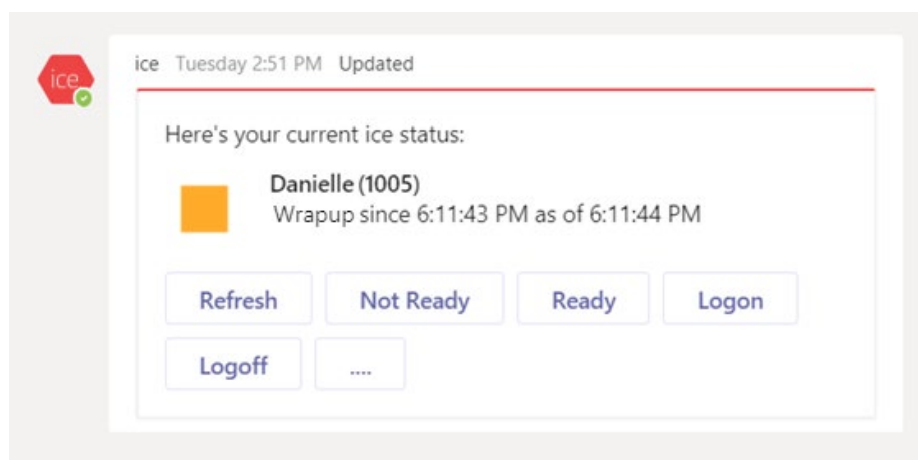 ice
ice Tuesday 2:51 PM Updated
Here's your current ice status:
Danielle (1005)
Wrapup since 6:11:43 PM as of 6:11:44 PM
Refresh Not Ready Ready Logon
Logoff ....